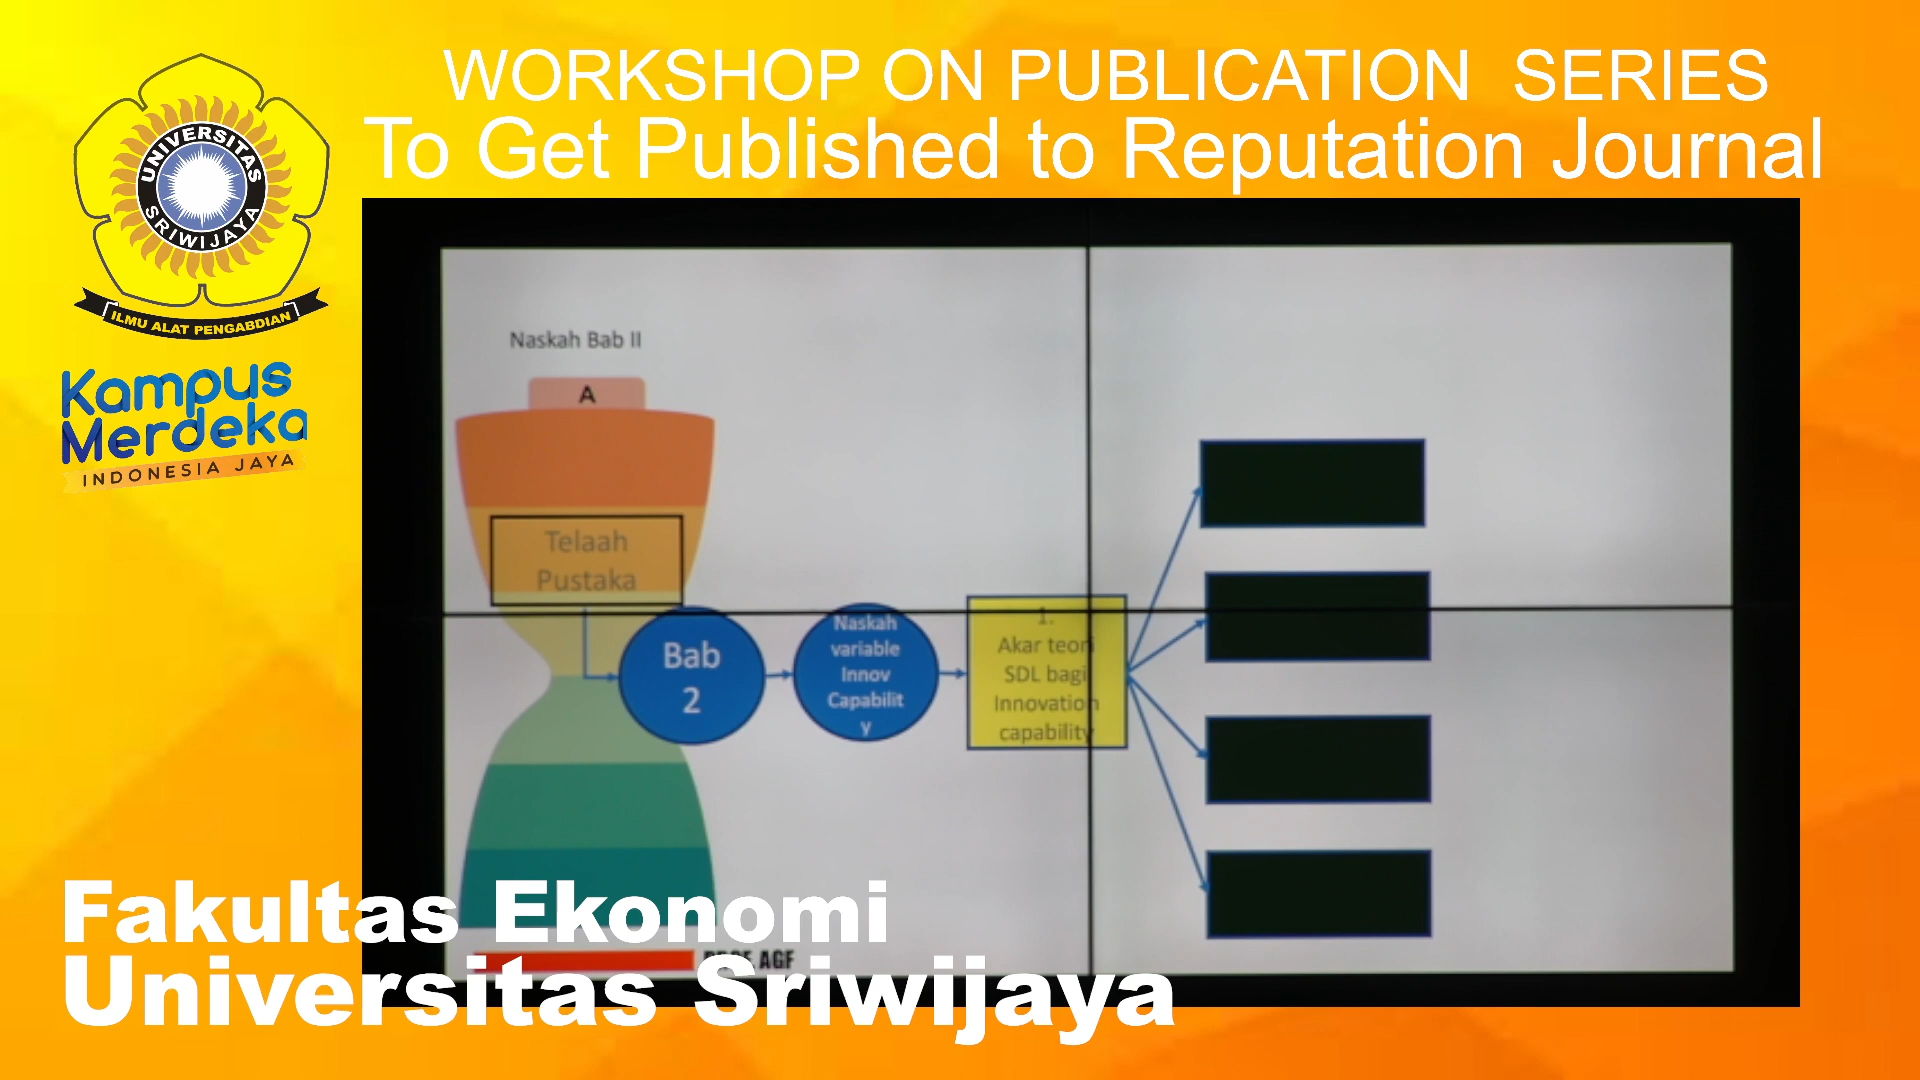 WORKSHOP ON PUBLICATION SERIES
To Get Published to Reputation Journal
UNIVERSITAS
SRIWIJAYA
ILMU ALAT PENGABDIAN
Kampus
Merdeka
INDONESIA JAYA
Naskah Bab II
A
Telaah
Pustaka
Bab
2
Naskah
variable
Innov
Capabilit
y
1.
Akar teori
SDL bagi
Innovation
capability
AGF
Fakultas Ekonomi
Universitas Sriwijaya